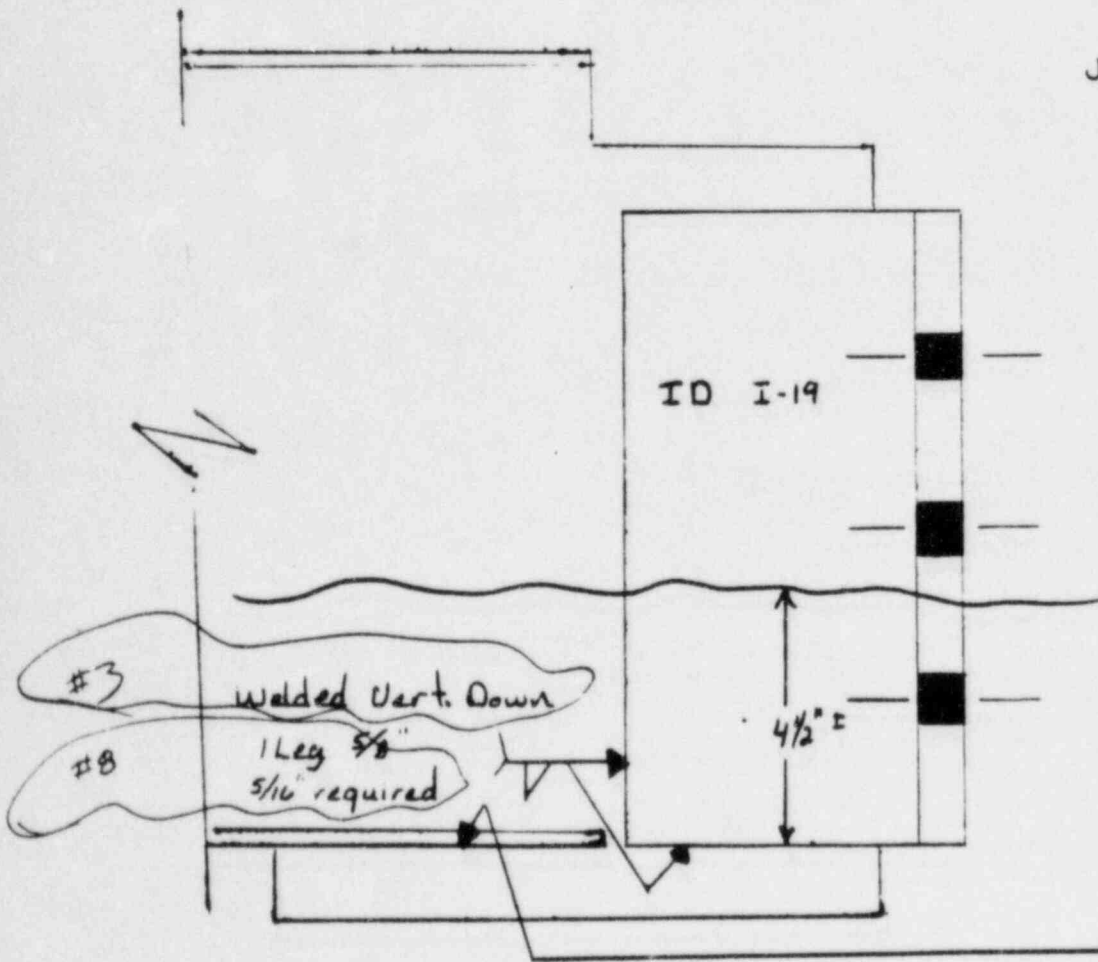 ID I-19
#3
Welded Vert. Down
#8
1 Leg 5/8"
5/16" required
4½" ±